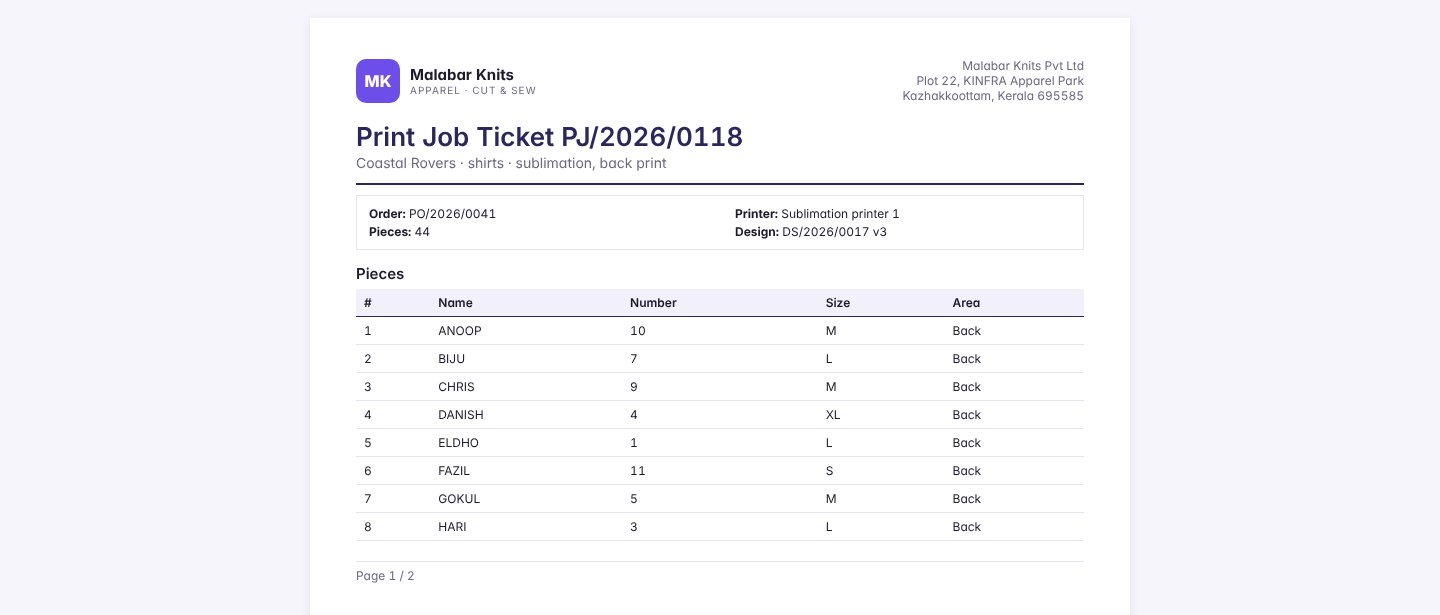 MK
Malabar Knits
APPAREL · CUT & SEW
Malabar Knits Pvt Ltd
Plot 22, KINFRA Apparel Park
Kazhakkoottam, Kerala 695585
Print Job Ticket PJ/2026/0118
Coastal Rovers · shirts · sublimation, back print
Order: PO/2026/0041 Printer: Sublimation printer 1
Pieces: 44 Design: DS/2026/0017 v3
Pieces
# Name Number Size Area
1 ANOOP 10 M Back
2 BIJU 7 L Back
3 CHRIS 9 M Back
4 DANISH 4 XL Back
5 ELDHO 1 L Back
6 FAZIL 11 S Back
7 GOKUL 5 M Back
8 HARI 3 L Back
Page 1 / 2